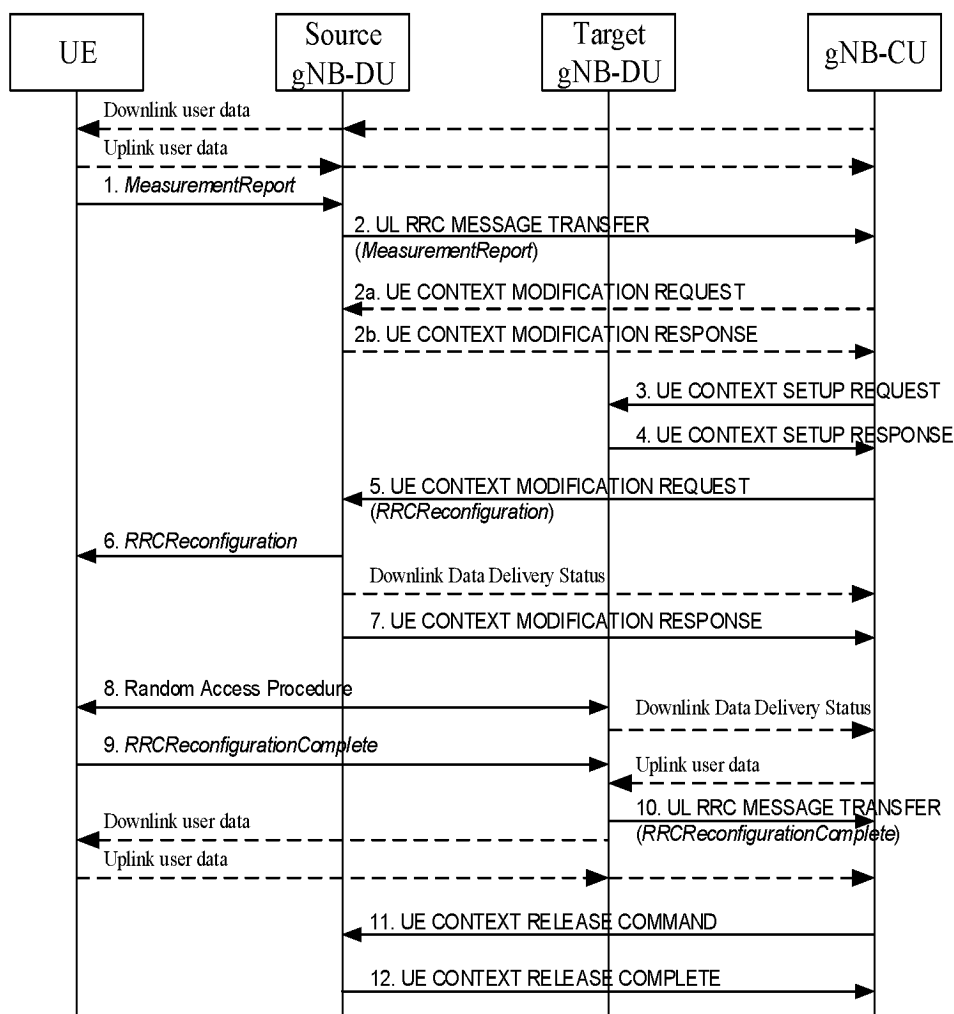 UE
Source
gNB-DU
Target
gNB-DU
gNB-CU
Downlink user data
Uplink user data
1. MeasurementReport
2. UL RRC MESSAGE TRANSFER
(MeasurementReport)
2a. UE CONTEXT MODIFICATION REQUEST
2b. UE CONTEXT MODIFICATION RESPONSE
3. UE CONTEXT SETUP REQUEST
4. UE CONTEXT SETUP RESPONSE
5. UE CONTEXT MODIFICATION REQUEST
(RRCReconfiguration)
6. RRCReconfiguration
Downlink Data Delivery Status
7. UE CONTEXT MODIFICATION RESPONSE
8. Random Access Procedure
Downlink Data Delivery Status
9. RRCReconfigurationComplete
Uplink user data
10. UL RRC MESSAGE TRANSFER
(RRCReconfigurationComplete)
Downlink user data
Uplink user data
11. UE CONTEXT RELEASE COMMAND
12. UE CONTEXT RELEASE COMPLETE